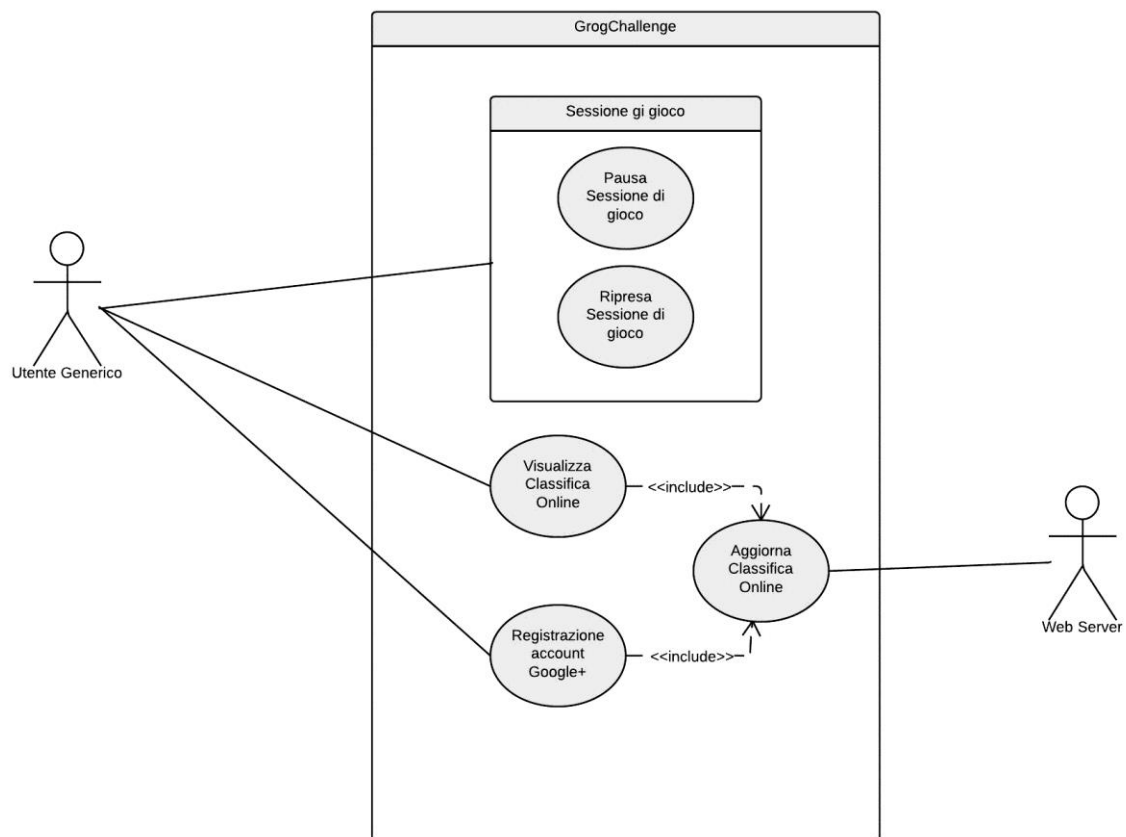 GrogChallenge
Sessione gi gioco
Pausa
Sessione di
gioco
Ripresa
Sessione di
gioco
Utente Generico
Visualizza
Classifica
Online
<<include>>
Aggiorna
Classifica
Online
Web Server
Registrazione
account
Google+
<<include>>